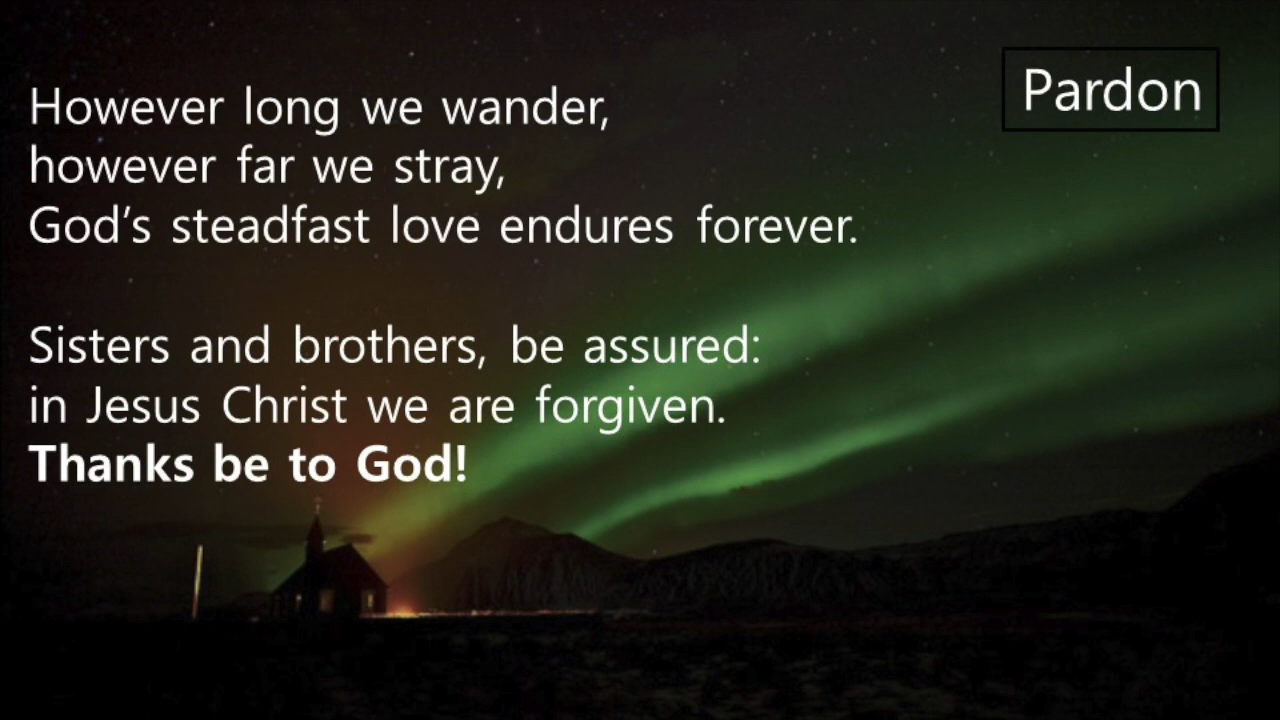 Pardon
However long we wander,
however far we stray,
God’s steadfast love endures forever.
Sisters and brothers, be assured:
in Jesus Christ we are forgiven.
Thanks be to God!